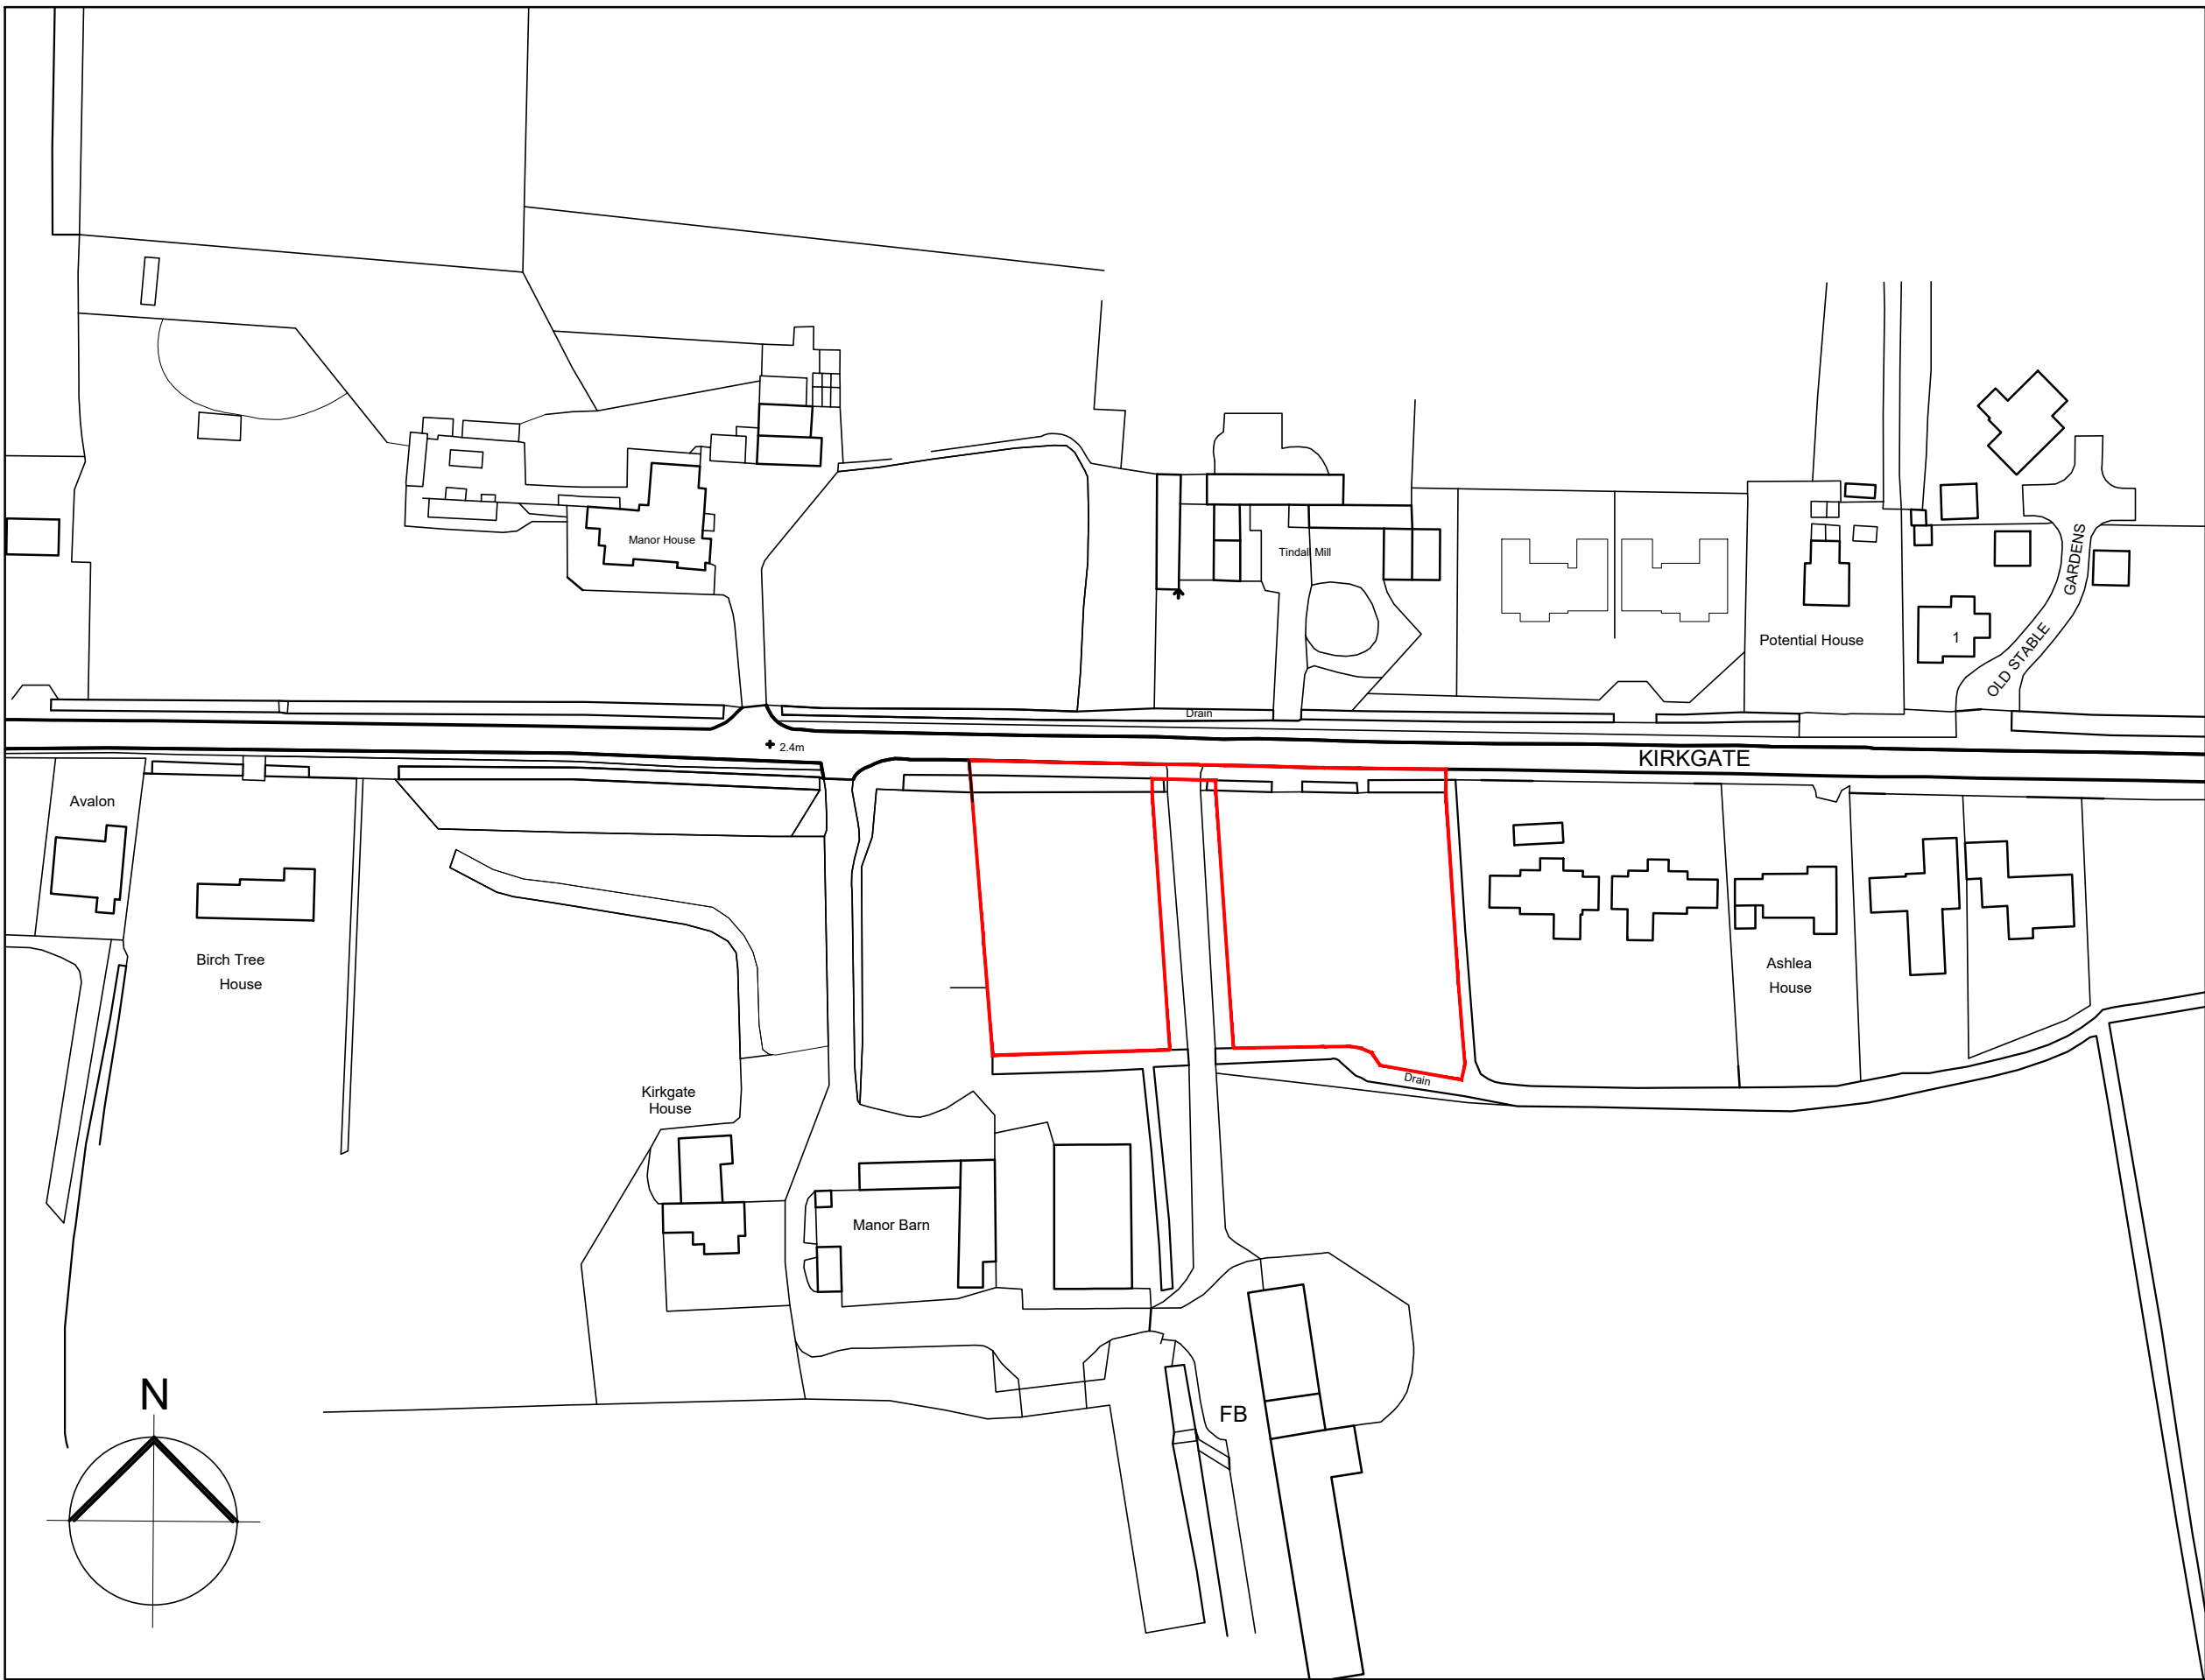 Manor House
Tindall Mill
GARDENS
Potential House
1
OLD STABLE
Drain
2.4m
KIRKGATE
Avalon
Birch Tree
House
Ashlea
House
Drain
Kirkgate
House
Manor Barn
N
FB